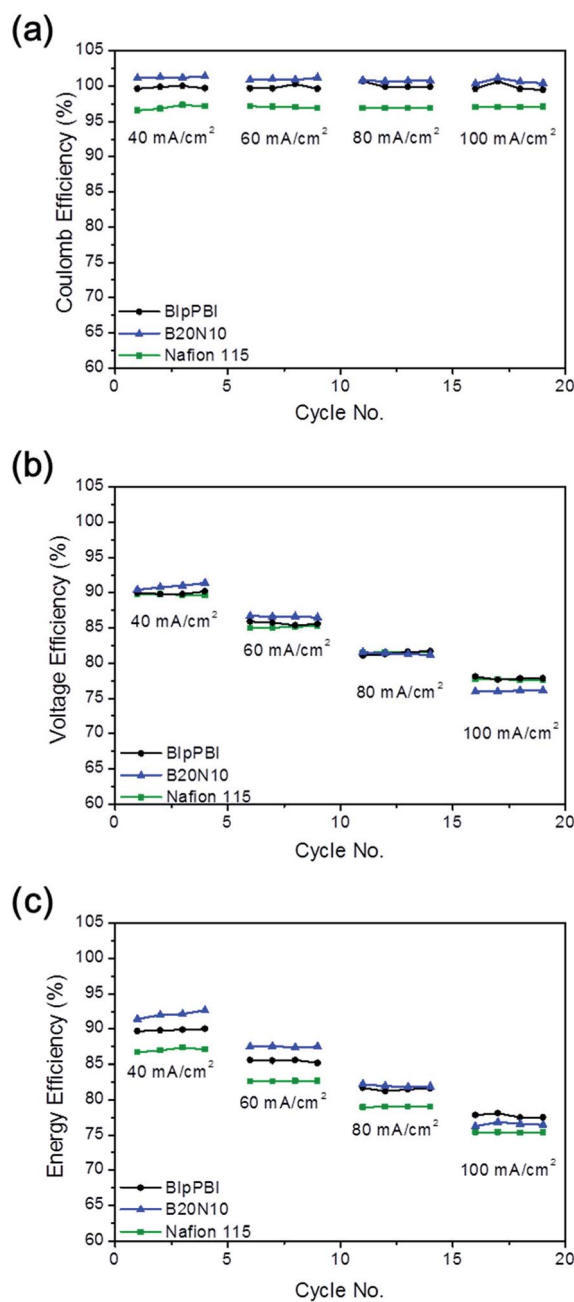 (a)
105
100
95
90
85
80
75
70
65
60
Coulomb Efficiency (%)
40 mA/cm²
60 mA/cm²
80 mA/cm²
100 mA/cm²
BIpPBI
B20N10
Nafion 115
0
5
10
15
20
Cycle No.
(b)
105
100
95
90
85
80
75
70
65
60
Voltage Efficiency (%)
40 mA/cm²
60 mA/cm²
80 mA/cm²
100 mA/cm²
BIpPBI
B20N10
Nafion 115
0
5
10
15
20
Cycle No.
(c)
105
100
95
90
85
80
75
70
65
60
Energy Efficiency (%)
40 mA/cm²
60 mA/cm²
80 mA/cm²
100 mA/cm²
BIpPBI
B20N10
Nafion 115
0
5
10
15
20
Cycle No.